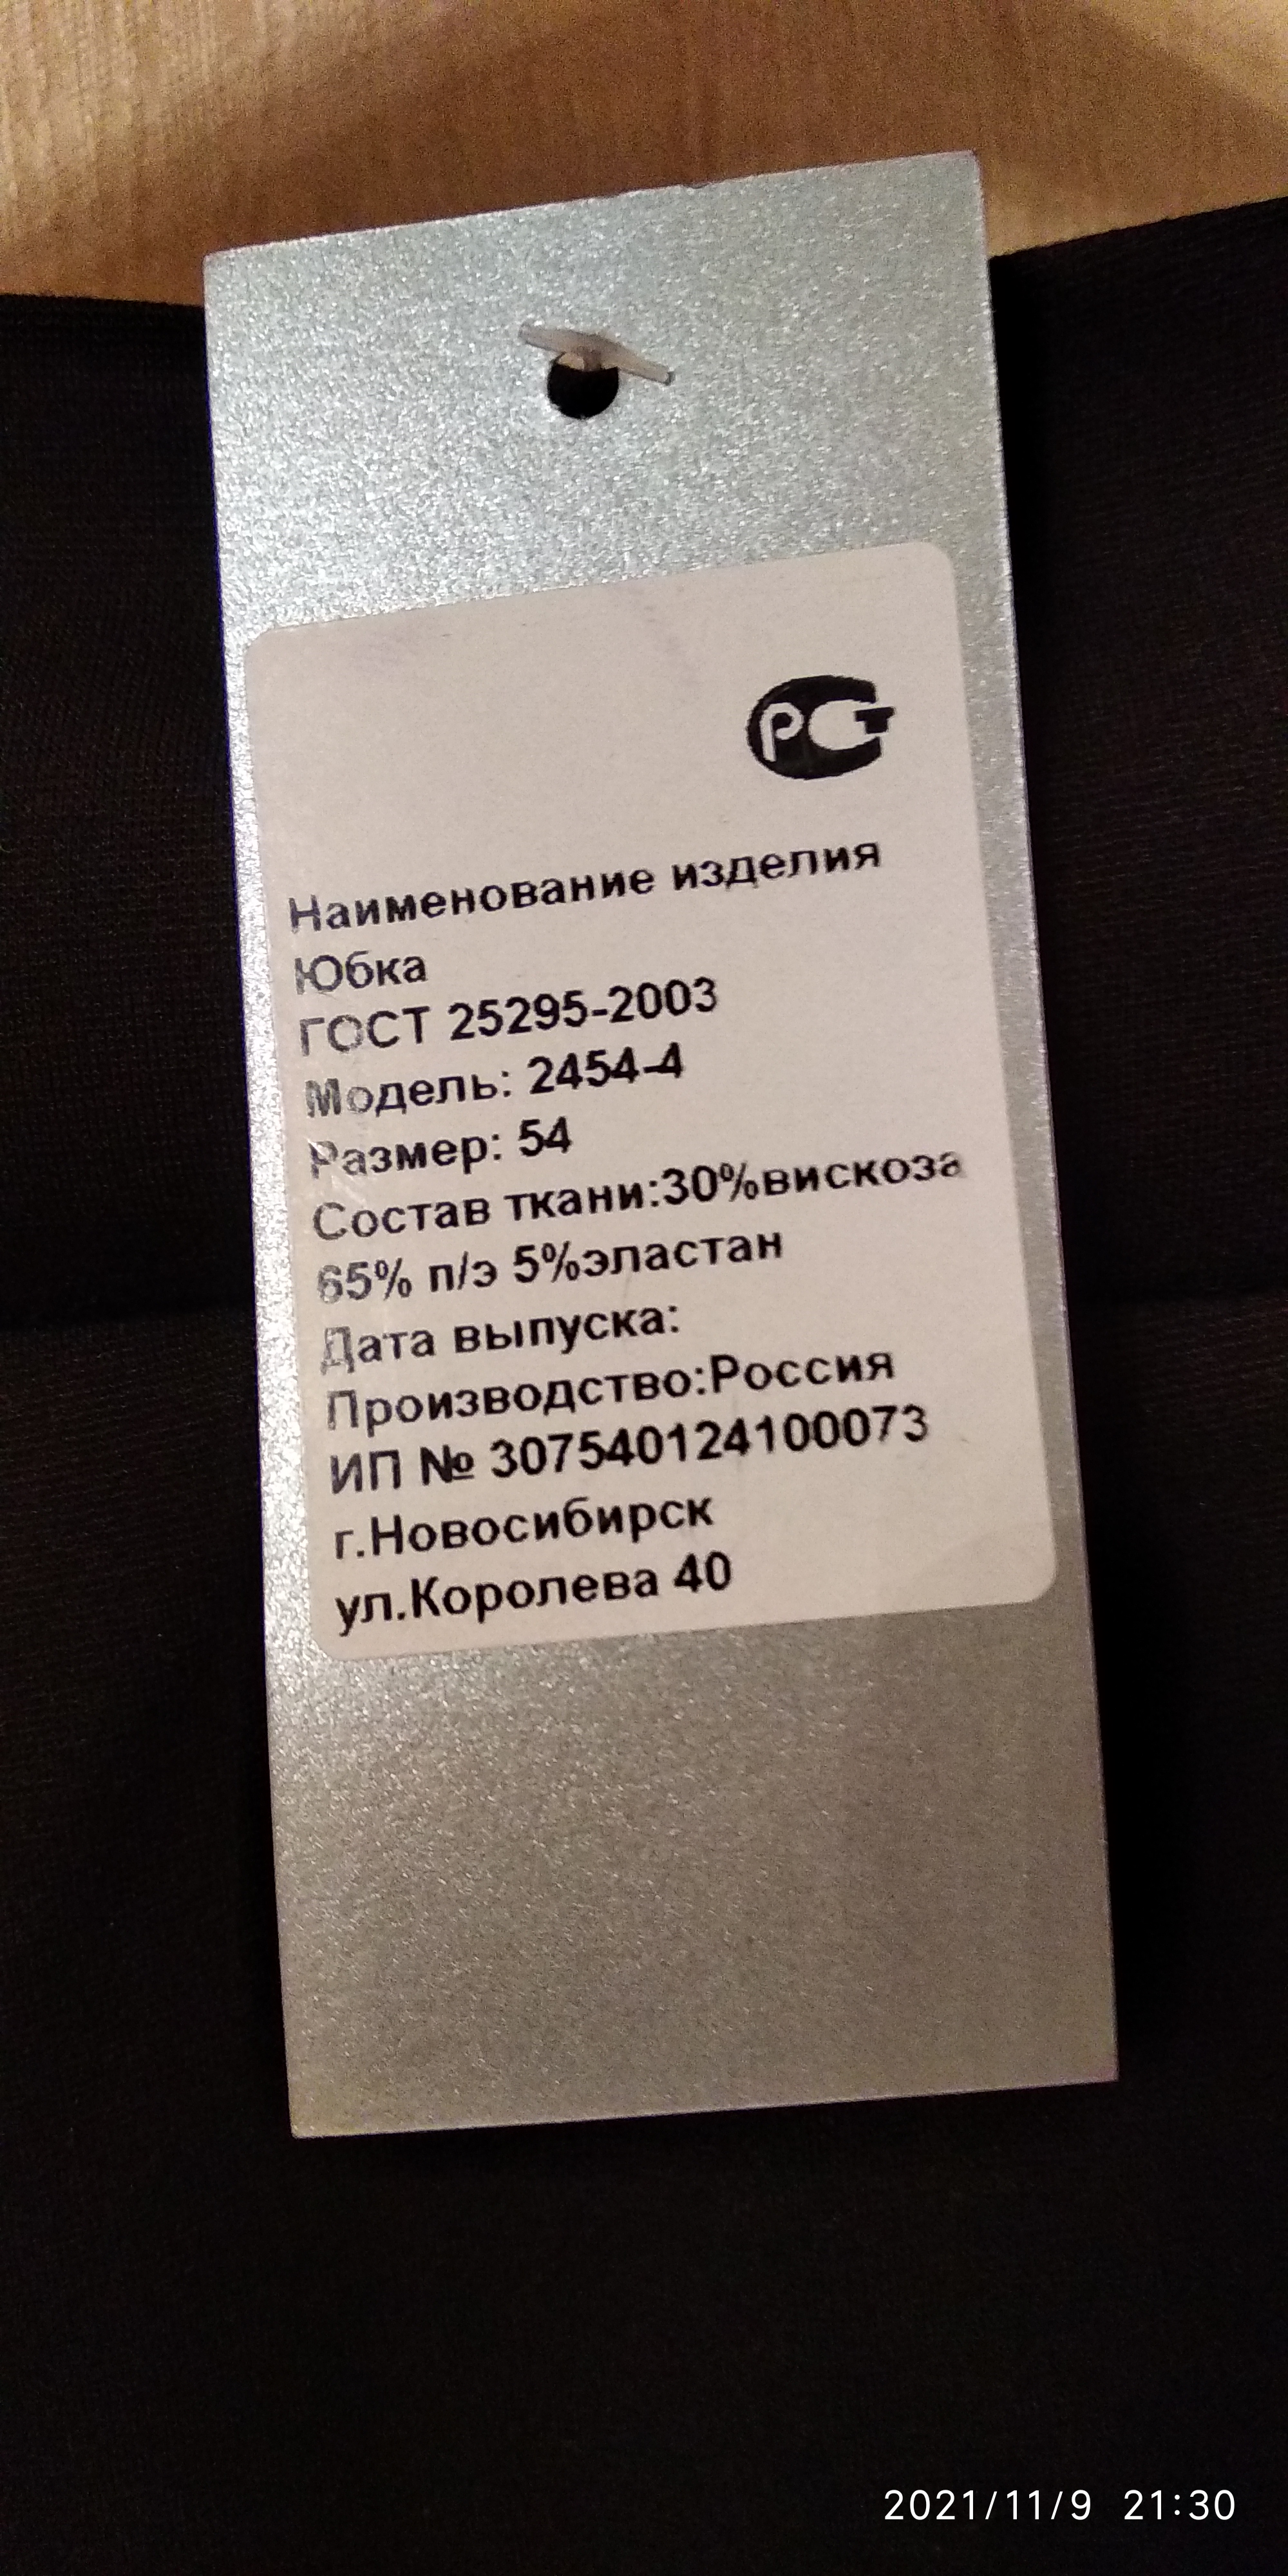 РСТ
Наименование изделия
Юбка
ГОСТ 25295-2003
Модель: 2454-4
Размер: 54
Состав ткани:30%вискоза
65% п/э 5%эластан
Дата выпуска:
Производство:Россия
ИП № 307540124100073
г.Новосибирск
ул.Королева 40
2021/11/9 21:30